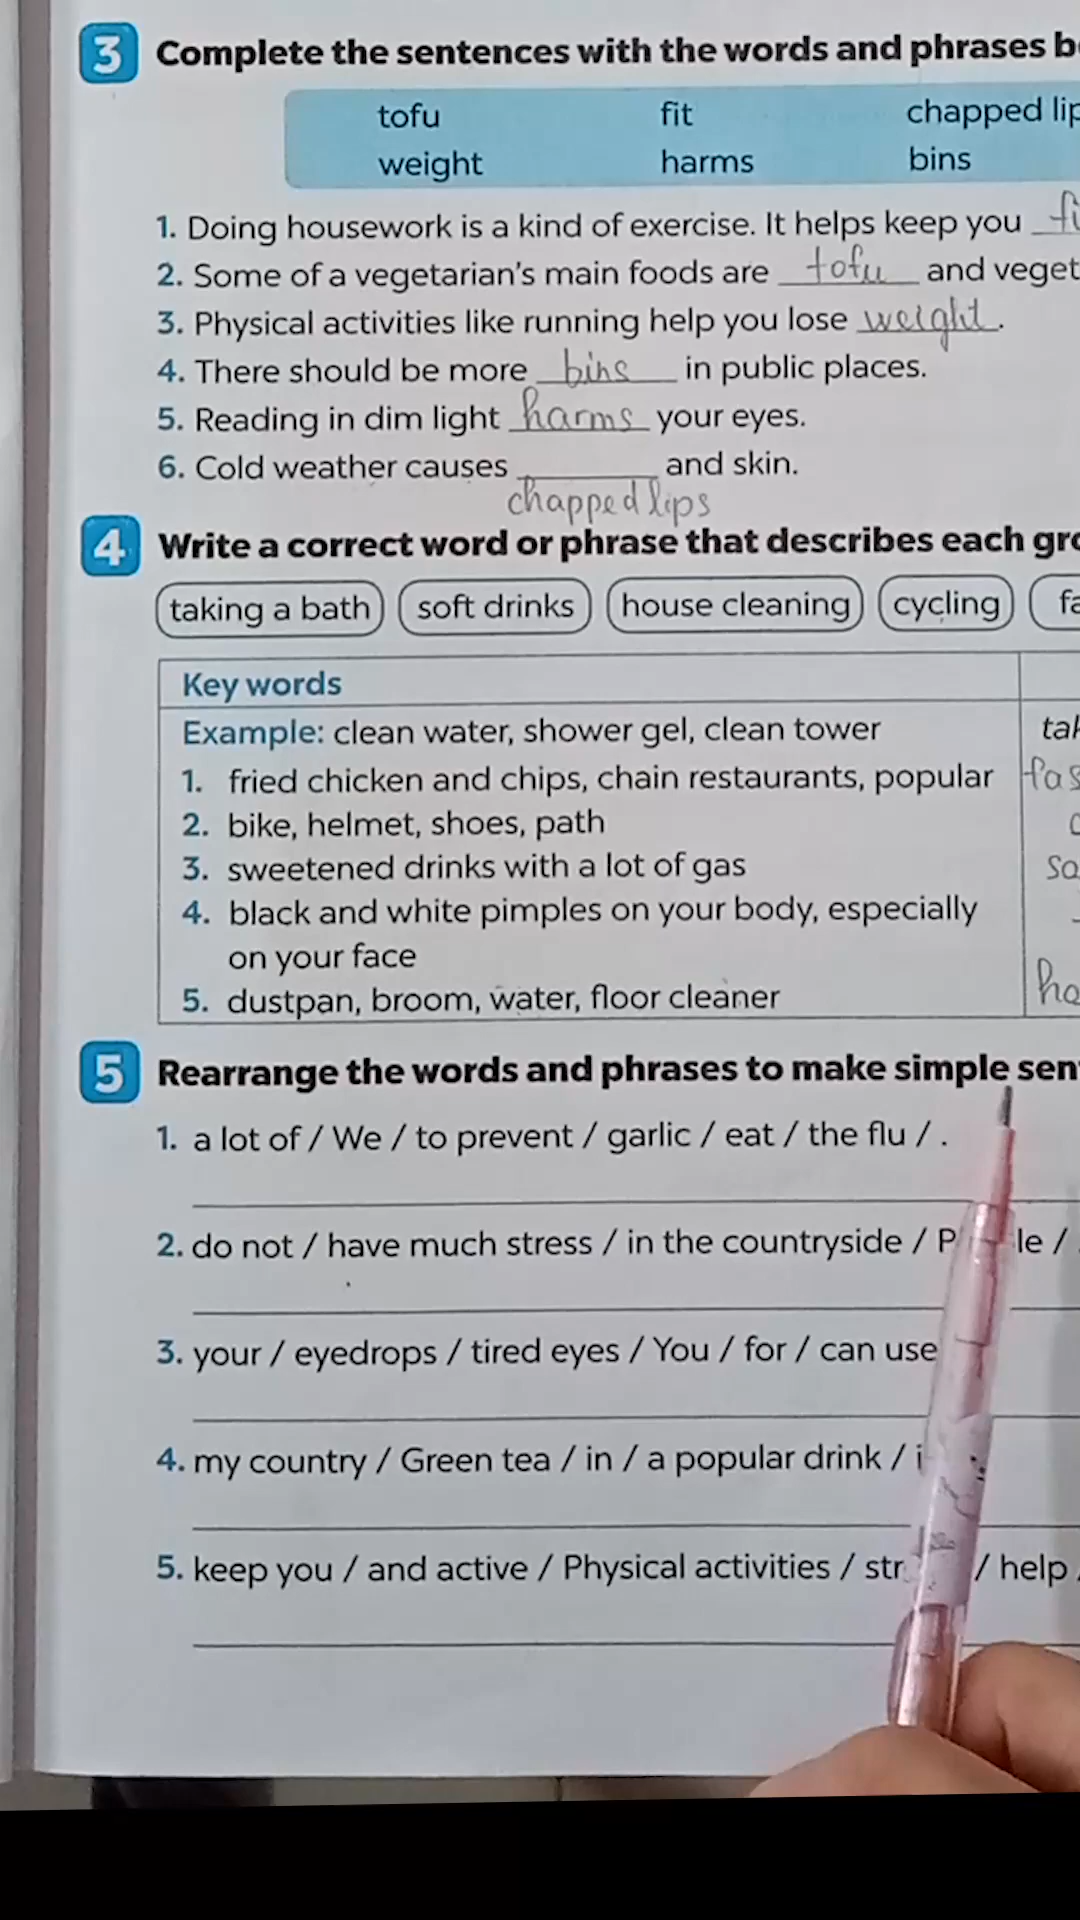 3 Complete the sentences with the words and phrases
tofu fit chapped
weight harms bins
1. Doing housework is a kind of exercise. It helps keep you
2. Some of a vegetarian's main foods are tofu and
3. Physical activities like running help you lose weight.
4. There should be more bins in public places.
5. Reading in dim light harms your eyes.
6. Cold weather causes ______ and skin.
chapped lips
4 Write a correct word or phrase that describes each
taking a bath soft drinks house cleaning cycling
Key words
Example: clean water, shower gel, clean tower
1. fried chicken and chips, chain restaurants, popular
2. bike, helmet, shoes, path
3. sweetened drinks with a lot of gas
4. black and white pimples on your body, especially
on your face
5. dustpan, broom, water, floor cleaner
5 Rearrange the words and phrases to make simple
1. a lot of / We / to prevent / garlic / eat / the flu / .
2. do not / have much stress / in the countryside / /
3. your / eyedrops / tired eyes / You / for / can use
4. my country / Green tea / in / a popular drink /
5. keep you / and active / Physical activities / / help